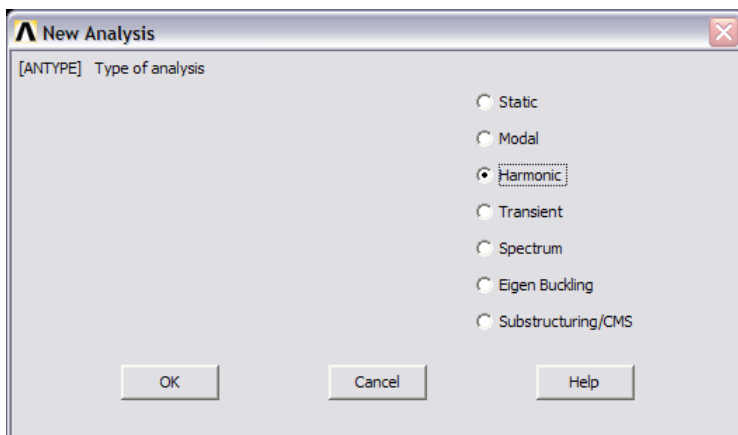 New Analysis
[ANTYPE] Type of analysis
Static
Modal
Harmonic
Transient
Spectrum
Eigen Buckling
Substructuring/CMS
OK Cancel Help